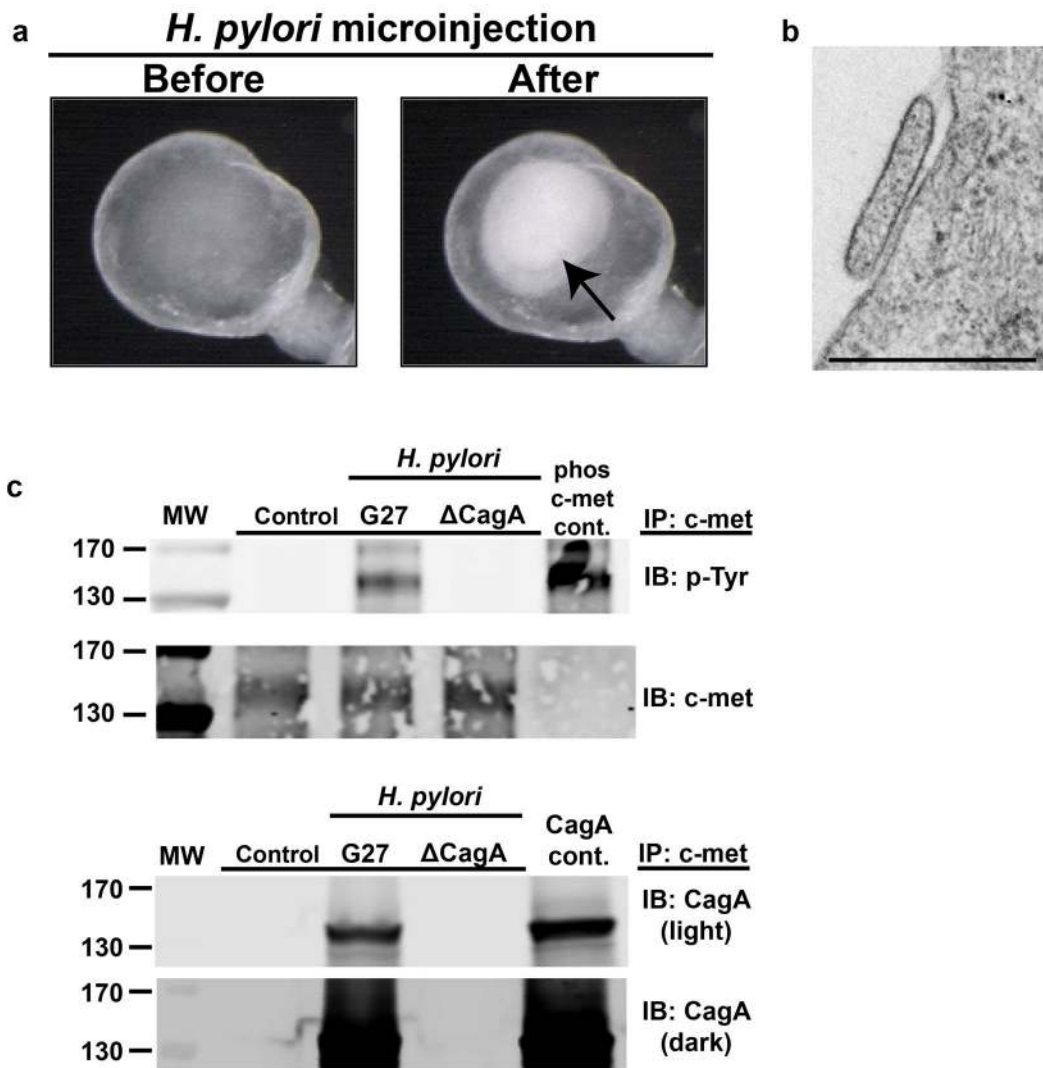 a
H. pylori microinjection
b
Before After
c
H. pylori
phos
c-met
cont.
MW Control G27 ΔCagA IP: c-met
170
IB: p-Tyr
130
170
IB: c-met
130
H. pylori
CagA
cont.
MW Control G27 ΔCagA IP: c-met
170
IB: CagA
(light)
130
170
IB: CagA
(dark)
130